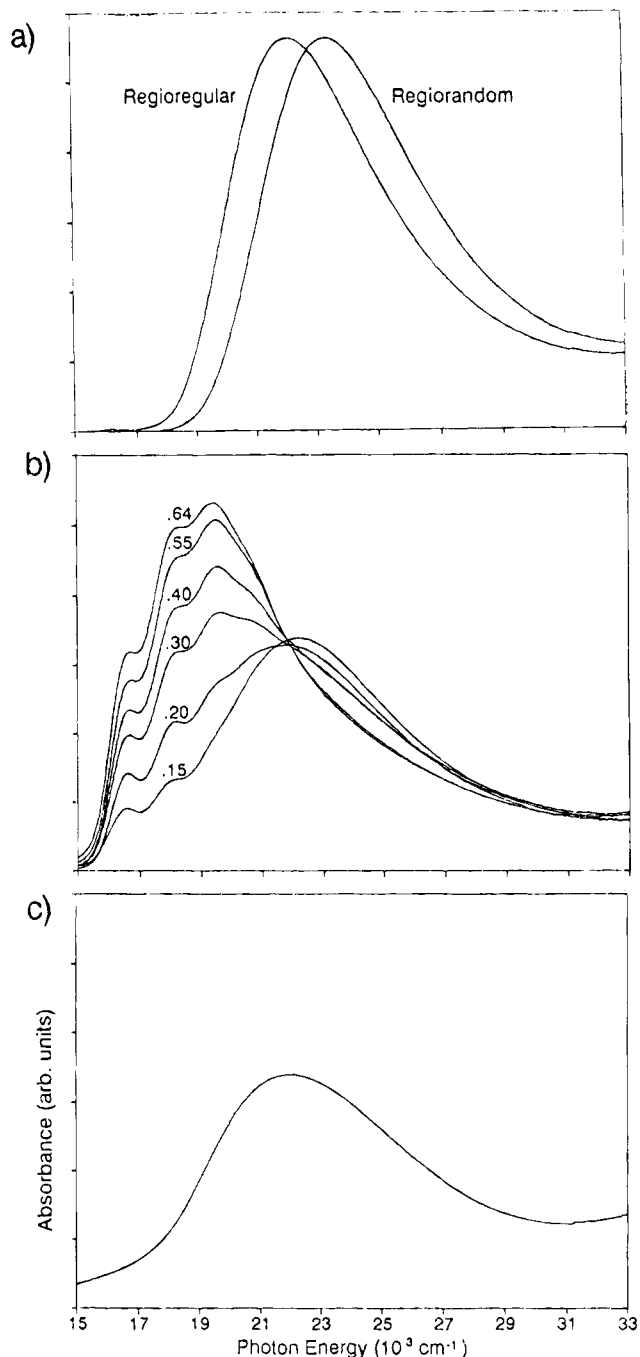 a)
Regioregular Regiorandom
b)
.64
.55
.40
.30
.20
.15
c)
Absorbance (arb. units)
15 17 19 21 23 25 27 29 31 33
Photon Energy (10³ cm⁻¹)